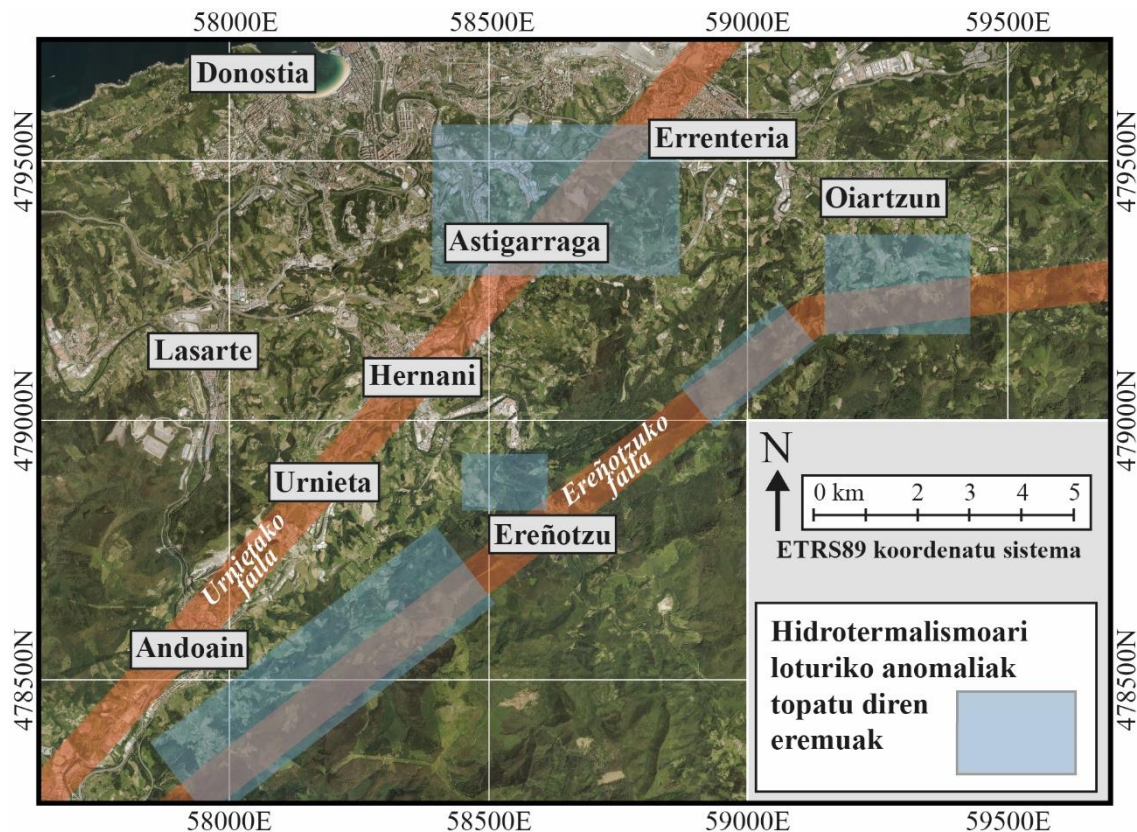 58000E 58500E 59000E 59500E
Donostia
Errenteria
479500N 479500N
Oiartzun
Astigarraga
Lasarte
Hernani
479000N 479000N
Urnieta
Ereñotzuko
faila
Ereñotzu
Urnietako
faila
Andoain
478500N 478500N
N
0 km 2 3 4 5
ETRS89 koordenatu sistema
Hidrotermalismoari
loturiko anomaliak
topatu diren
eremuak
58000E 58500E 59000E 59500E